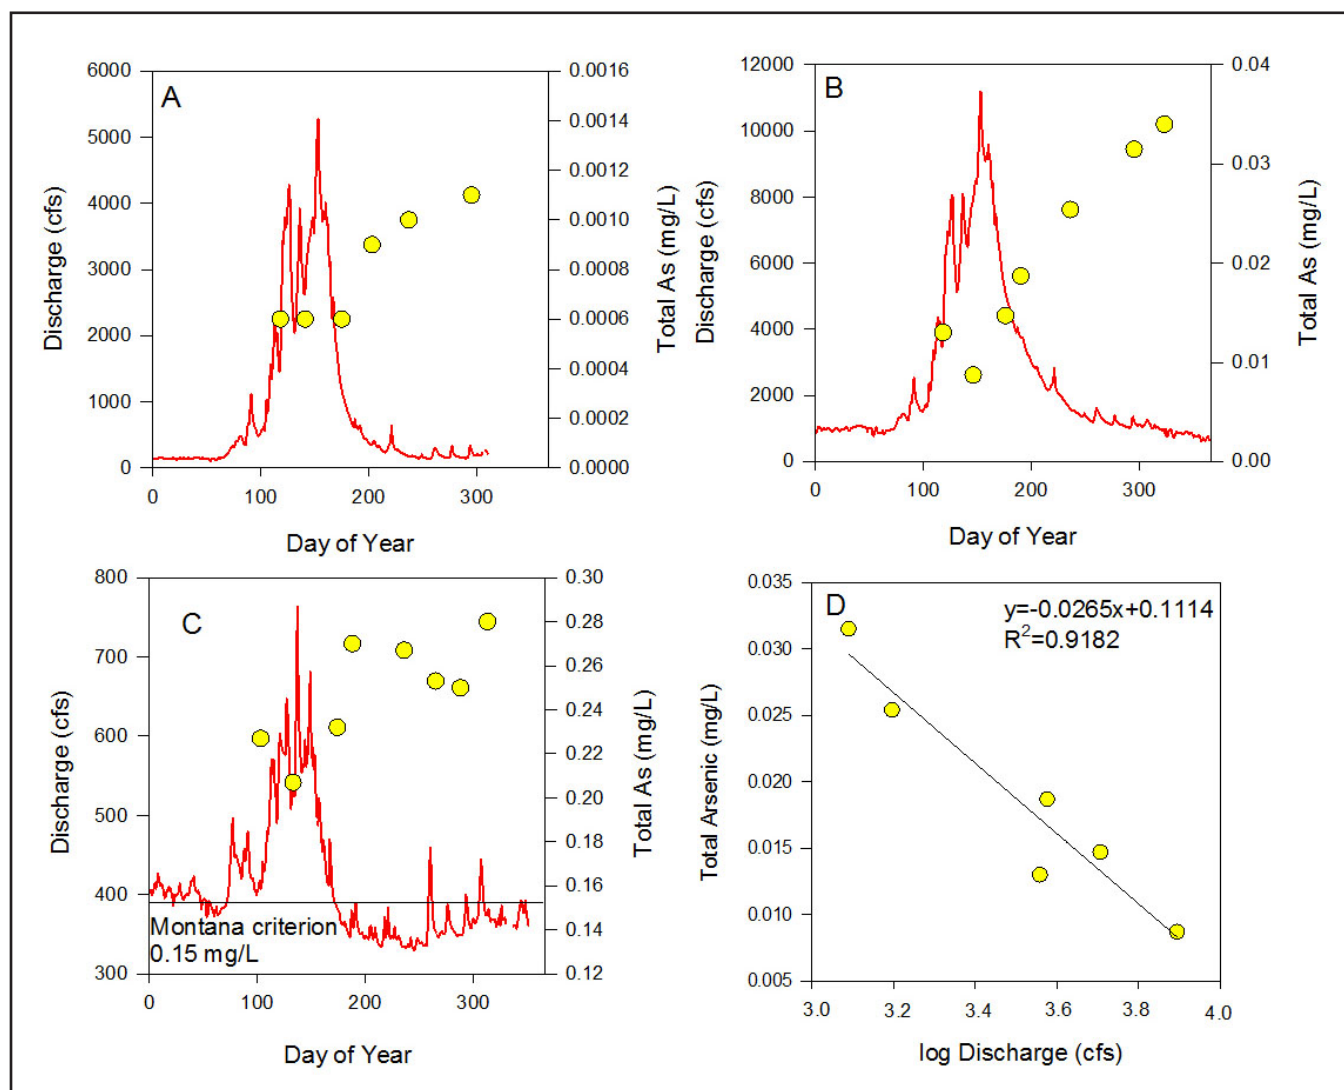 A
6000
5000
4000
3000
2000
1000
0
Discharge (cfs)
0.0016
0.0014
0.0012
0.0010
0.0008
0.0006
0.0004
0.0002
0.0000
Total As (mg/L)
0 100 200 300
Day of Year
B
12000
10000
8000
6000
4000
2000
0
Discharge (cfs)
0.04
0.03
0.02
0.01
0.00
Total As (mg/L)
0 100 200 300
Day of Year
C
800
700
600
500
400
300
Discharge (cfs)
0.30
0.28
0.26
0.24
0.22
0.20
0.18
0.16
0.14
0.12
Total As (mg/L)
Montana criterion
0.15 mg/L
0 100 200 300
Day of Year
D
y=-0.0265x+0.1114
R²=0.9182
0.035
0.030
0.025
0.020
0.015
0.010
0.005
Total Arsenic (mg/L)
3.0 3.2 3.4 3.6 3.8 4.0
log Discharge (cfs)